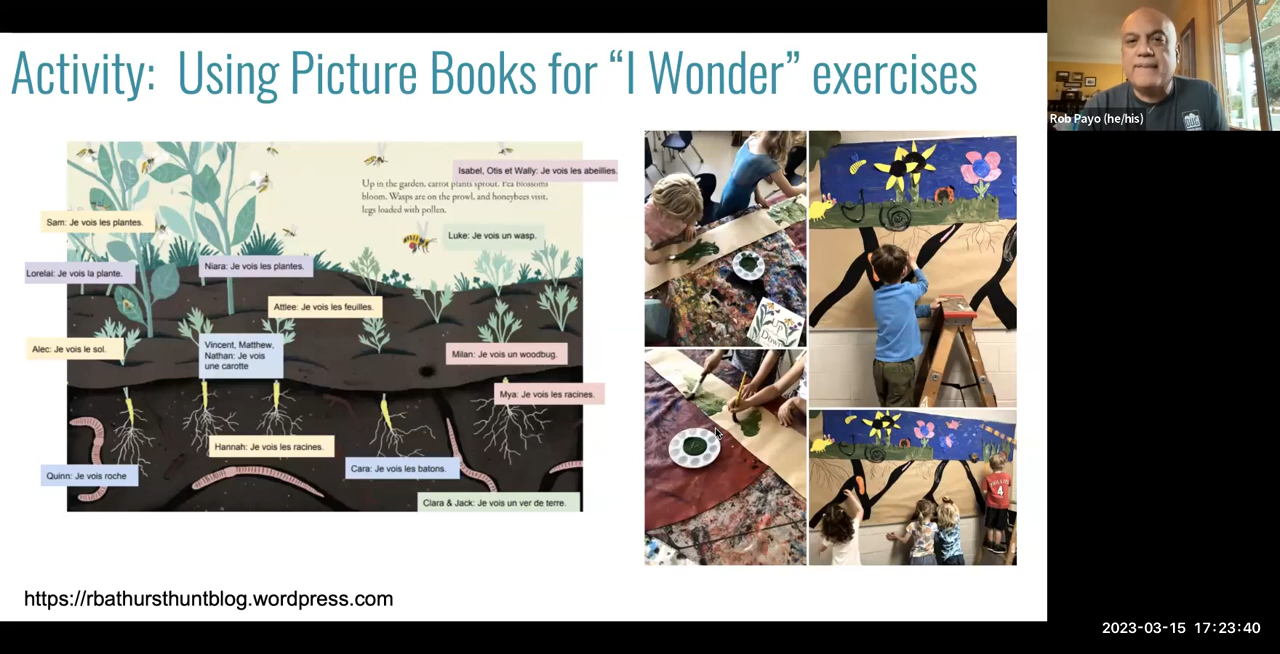 Activity: Using Picture Books for “I Wonder” exercises
Rob Payo (he/his)
Isabel, Otis et Wally: Je vois les abeilles.
Up in the garden, carrot plants sprout. Pea blossoms
bloom. Wasps are on the prowl, and honeybees visit,
legs loaded with pollen.
Sam: Je vois les plantes.
Luke: Je vois un wasp.
Lorelai: Je vois la plante.
Niara: Je vois les plantes.
Attlee: Je vois les feuilles.
Alec: Je vois le sol.
Vincent, Matthew,
Nathan: Je vois
une carotte
Milan: Je vois un woodbug.
Mya: Je vois les racines.
Hannah: Je vois les racines.
Quinn: Je vois roche
Cara: Je vois les batons.
Clara & Jack: Je vois un ver de terre.
UP
DOWN
4
https://rbathursthuntblog.wordpress.com
2023-03-15 17:23:40